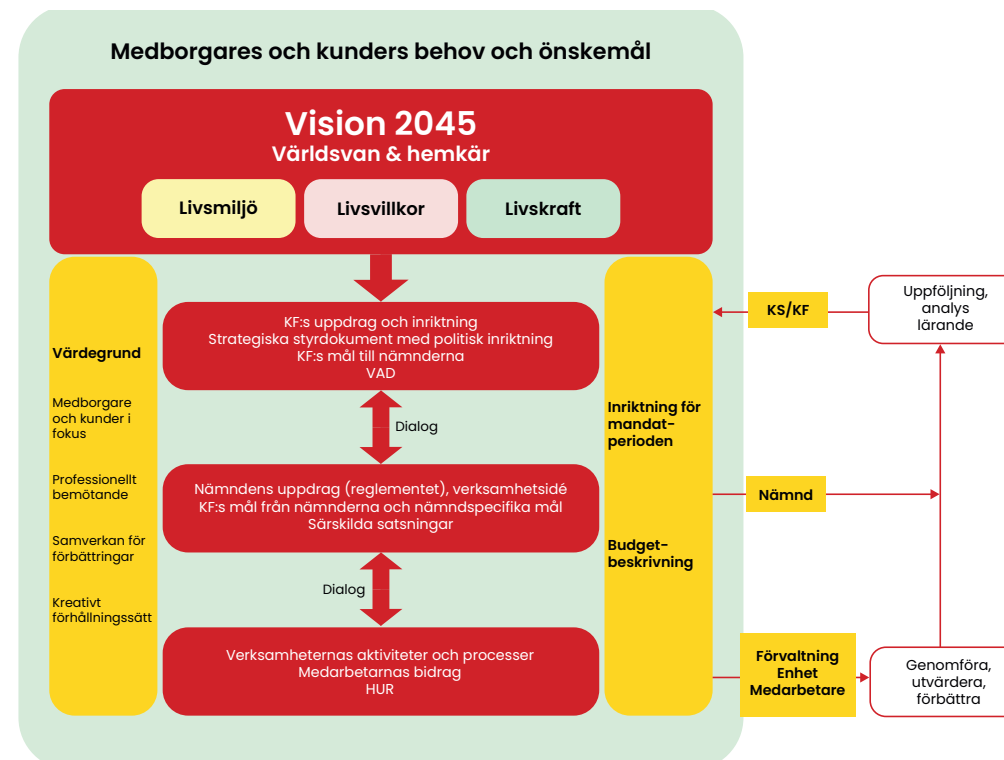 Medborgares och kunders behov och önskemål
Vision 2045
Världsvan & hemkär
Livsmiljö
Livsvillkor
Livskraft
Värdegrund
Medborgare
och kunder i
fokus
Professionellt
bemötande
Samverkan för
förbättringar
Kreativt
förhållningssätt
KF:s uppdrag och inriktning
Strategiska styrdokument med politisk inriktning
KF:s mål till nämnderna
VAD
Dialog
Nämndens uppdrag (reglementet), verksamhetsidé
KF:s mål från nämnderna och nämndspecifika mål
Särskilda satsningar
Dialog
Verksamheternas aktiviteter och processer
Medarbetarnas bidrag
HUR
Inriktning för
mandat-
perioden
Budget-
beskrivning
KS/KF
Uppföljning,
analys
lärande
Nämnd
Förvaltning
Enhet
Medarbetare
Genomföra,
utvärdera,
förbättra